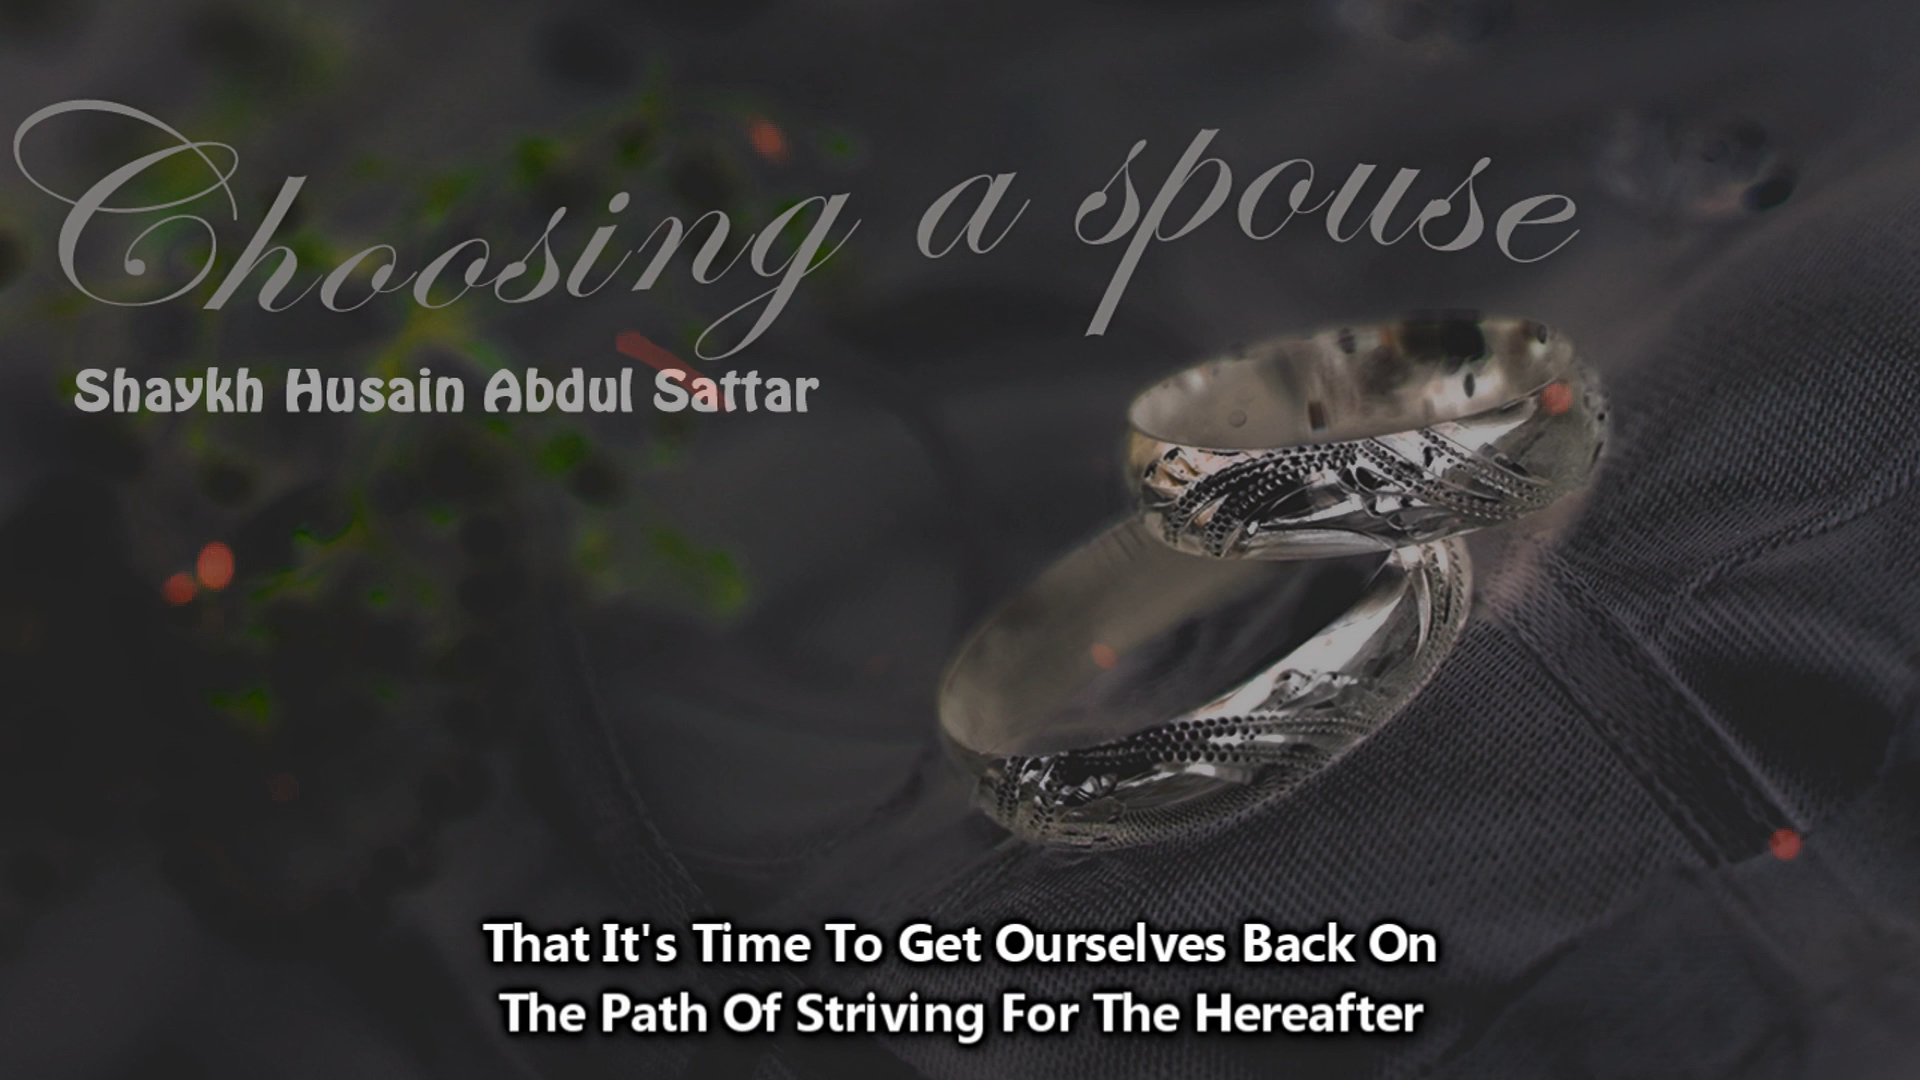 Choosing a spouse
Shaykh Husain Abdul Sattar
That It's Time To Get Ourselves Back On
The Path Of Striving For The Hereafter